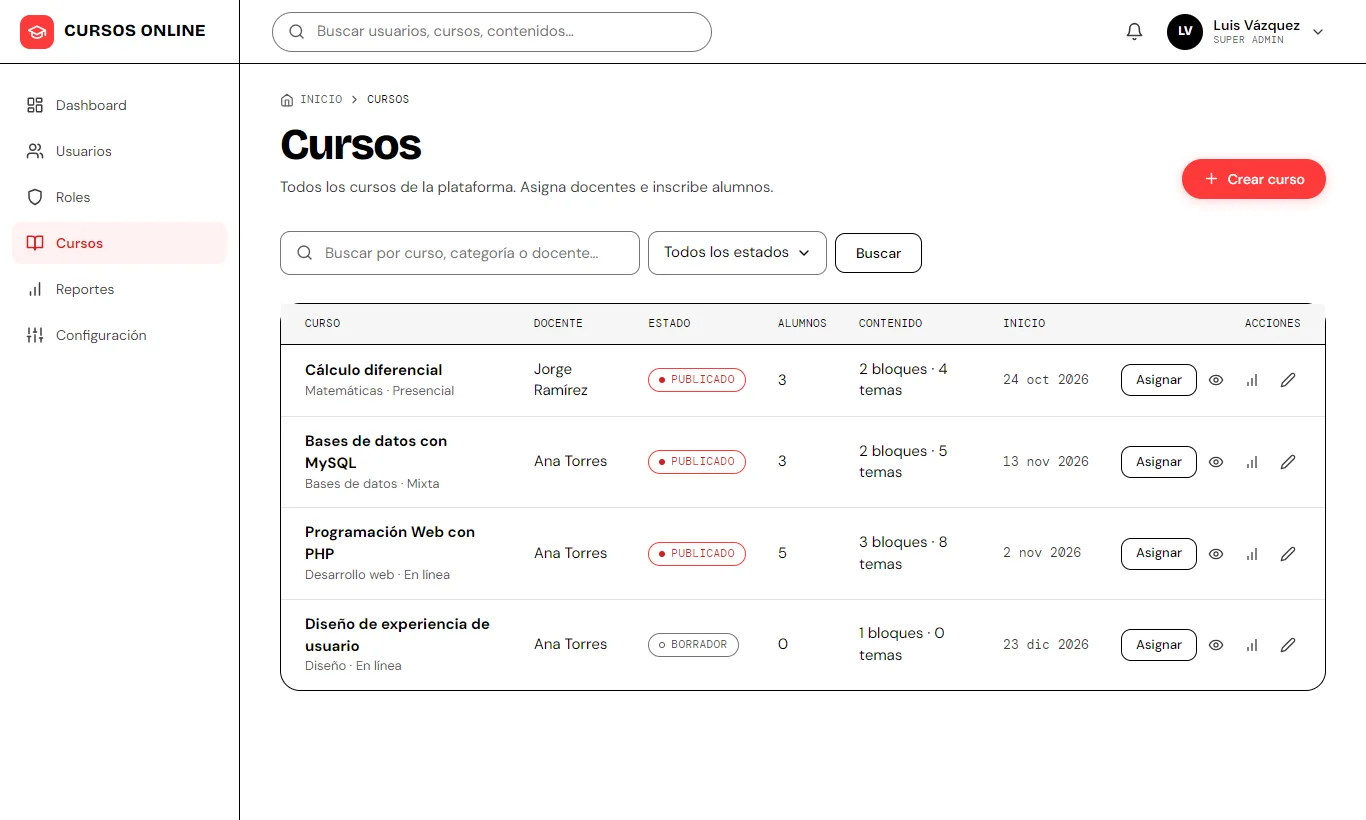 CURSOS ONLINE
Buscar usuarios, cursos, contenidos...
LV
Luis Vázquez
SUPER ADMIN
Dashboard
Usuarios
Roles
Cursos
Reportes
Configuración
INICIO > CURSOS
Cursos
Todos los cursos de la plataforma. Asigna docentes e inscribe alumnos.
+ Crear curso
Buscar por curso, categoría o docente...
Todos los estados
Buscar
CURSO DOCENTE ESTADO ALUMNOS CONTENIDO INICIO ACCIONES
Cálculo diferencial
Matemáticas · Presencial
Jorge
Ramírez
PUBLICADO
3
2 bloques · 4
temas
24 oct 2026
Asignar
Bases de datos con
MySQL
Bases de datos · Mixta
Ana Torres
PUBLICADO
3
2 bloques · 5
temas
13 nov 2026
Asignar
Programación Web con
PHP
Desarrollo web · En línea
Ana Torres
PUBLICADO
5
3 bloques · 8
temas
2 nov 2026
Asignar
Diseño de experiencia de
usuario
Diseño · En línea
Ana Torres
BORRADOR
0
1 bloques · 0
temas
23 dic 2026
Asignar